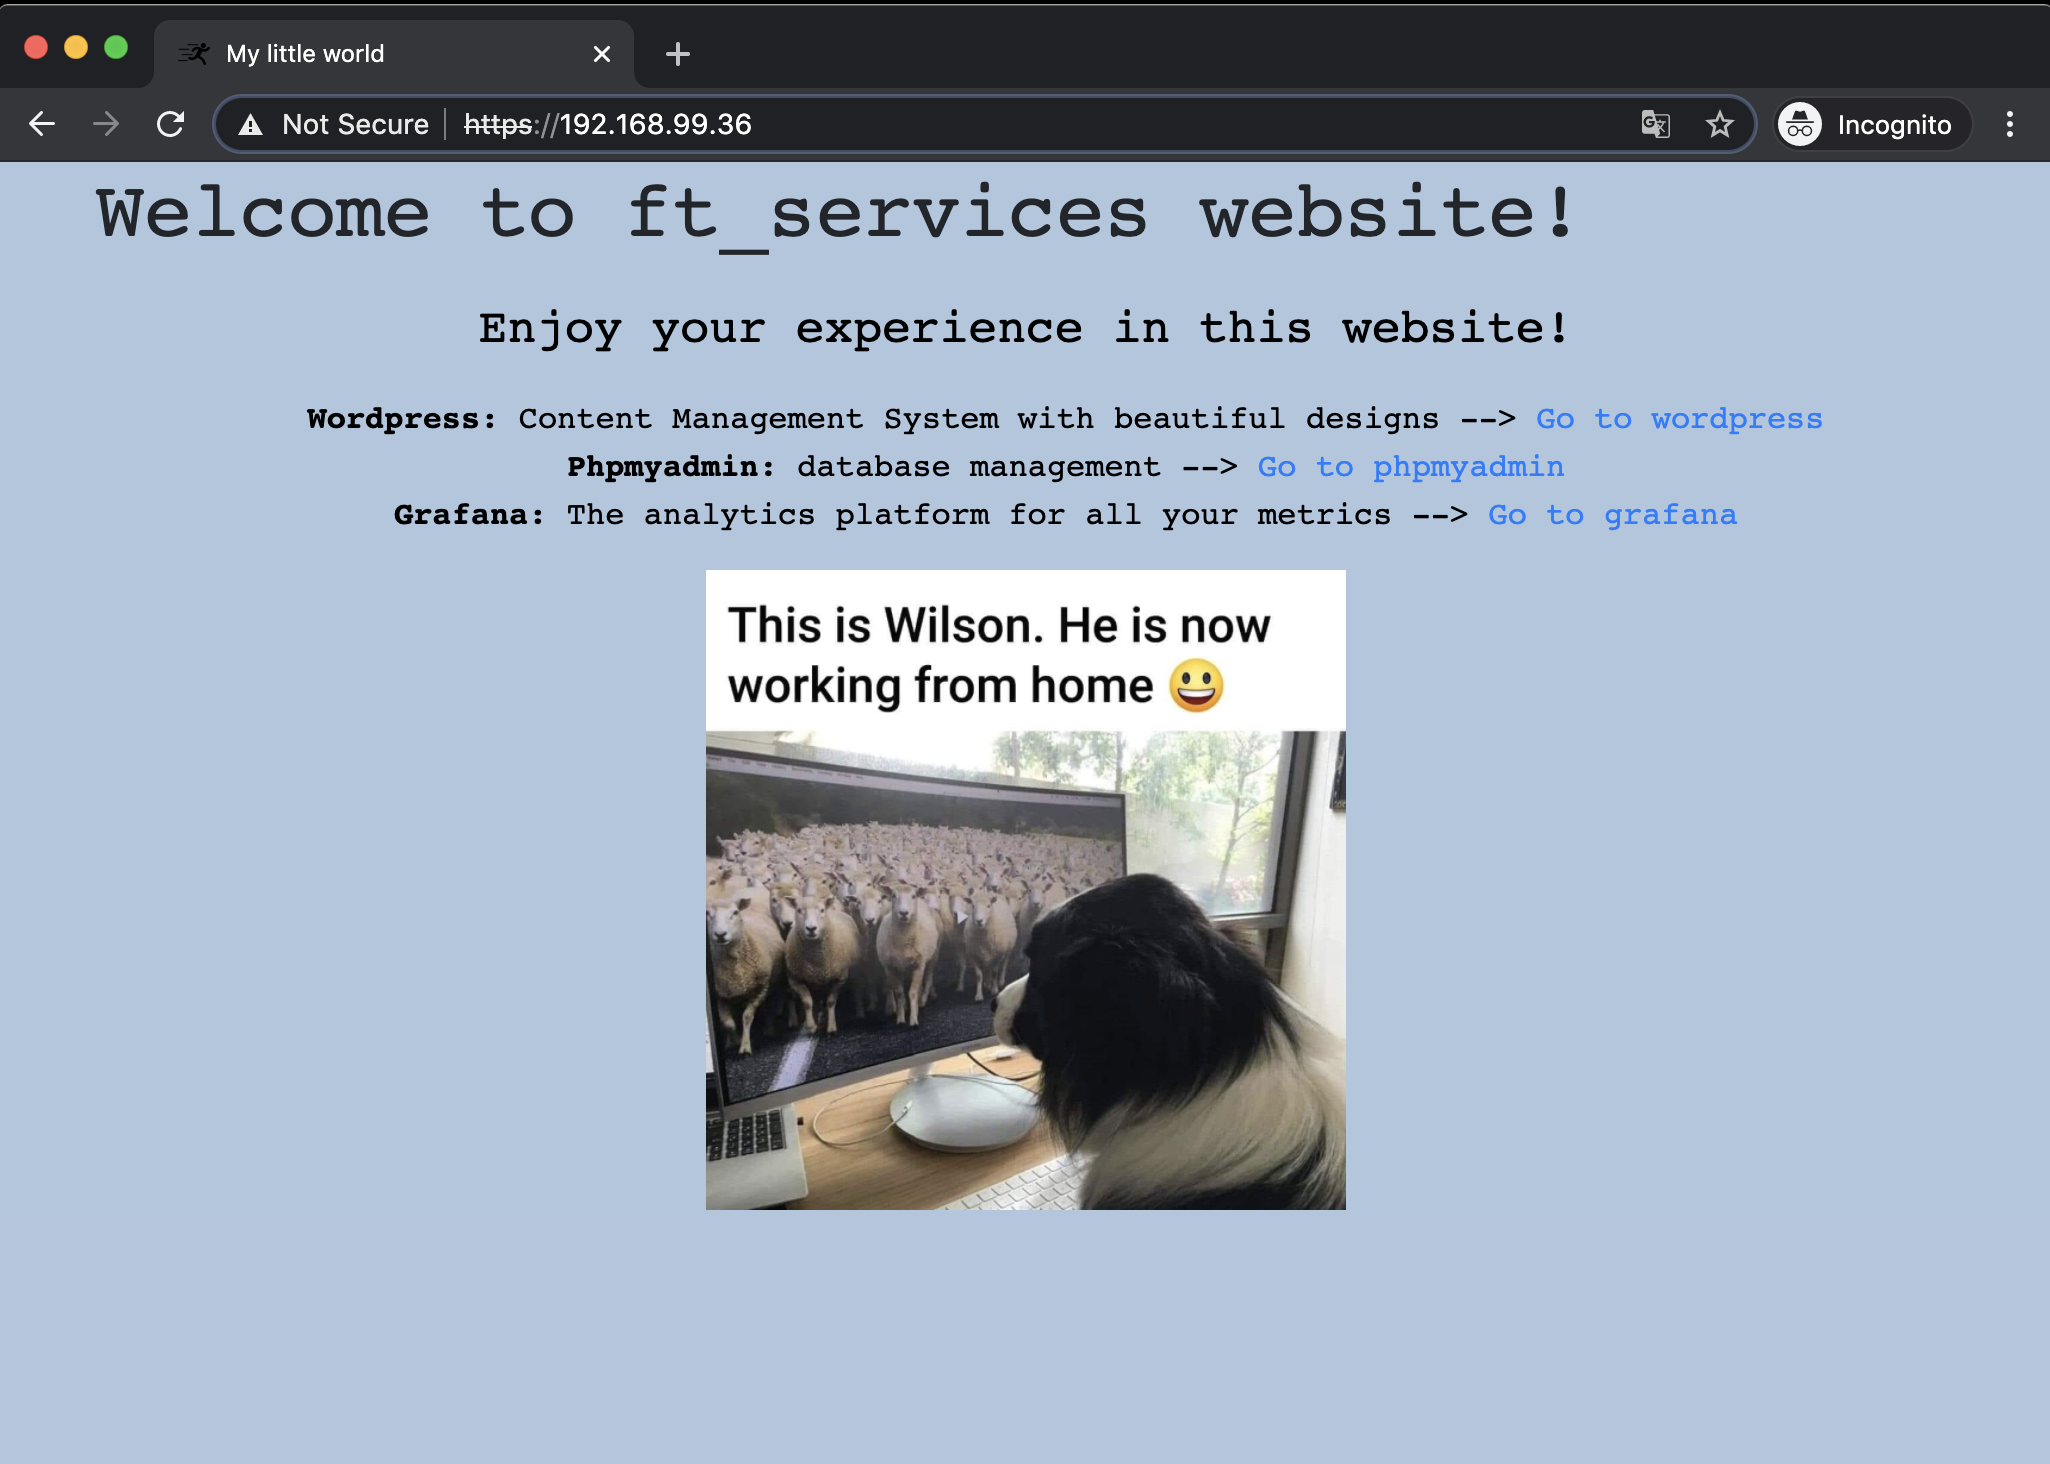 My little world
Not Secure https://192.168.99.36
Incognito
Welcome to ft_services website!
Enjoy your experience in this website!
Wordpress: Content Management System with beautiful designs --> Go to wordpress
Phpmyadmin: database management --> Go to phpmyadmin
Grafana: The analytics platform for all your metrics --> Go to grafana
This is Wilson. He is now
working from home 😃